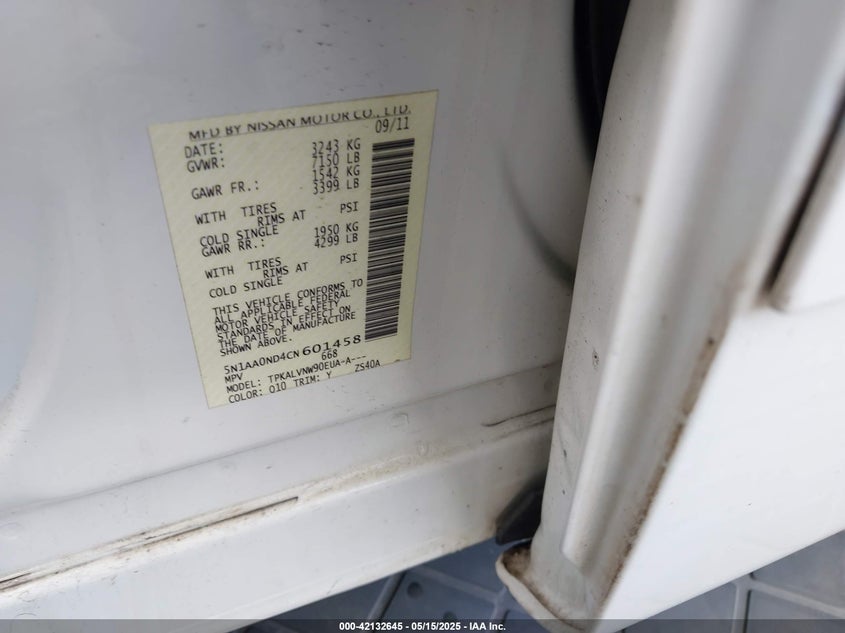 MFD BY NISSAN MOTOR CO., LTD.
DATE: 09/11
GVWR: 3243 KG
7150 LB
GAWR FR.: 1542 KG
3399 LB
WITH TIRES
RIMS AT PSI
COLD SINGLE
GAWR RR.: 1950 KG
4299 LB
WITH TIRES
RIMS AT PSI
COLD SINGLE
THIS VEHICLE CONFORMS TO
ALL APPLICABLE FEDERAL
MOTOR VEHICLE SAFETY
STANDARDS IN EFFECT ON
THE DATE OF MANUFACTURE
SHOWN ABOVE.
5N1AA0ND4CN601458
MPV 668
MODEL: TPKALVNW90EUA-A---
COLOR: Q10 TRIM: Y ZS40A
000-42132645 - 05/15/2025 - IAA Inc.